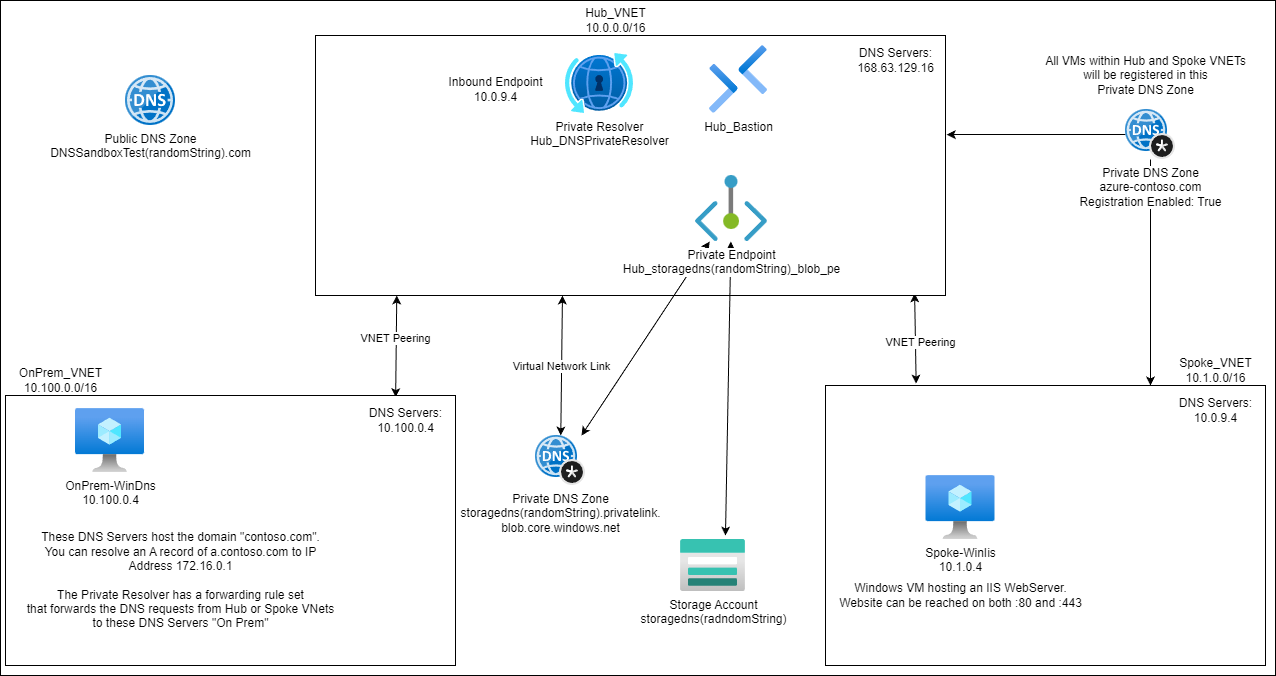 Hub_VNET
10.0.0.0/16
DNS Servers:
168.63.129.16
Inbound Endpoint
10.0.9.4
Private Resolver
Hub_DNSPrivateResolver
Hub_Bastion
Private Endpoint
Hub_storagedns(randomString)_blob_pe
DNS
Public DNS Zone
DNSSandboxTest(randomString).com
All VMs within Hub and Spoke VNETs
will be registered in this
Private DNS Zone
DNS
*
Private DNS Zone
azure-contoso.com
Registration Enabled: True
VNET Peering
Virtual Network Link
VNET Peering
OnPrem_VNET
10.100.0.0/16
DNS Servers:
10.100.0.4
OnPrem-WinDns
10.100.0.4
These DNS Servers host the domain "contoso.com".
You can resolve an A record of a.contoso.com to IP
Address 172.16.0.1
The Private Resolver has a forwarding rule set
that forwards the DNS requests from Hub or Spoke VNets
to these DNS Servers "On Prem"
DNS
*
Private DNS Zone
storagedns(randomString).privatelink.
blob.core.windows.net
Storage Account
storagedns(radndomString)
Spoke_VNET
10.1.0.0/16
DNS Servers:
10.0.9.4
Spoke-WinIis
10.1.0.4
Windows VM hosting an IIS WebServer.
Website can be reached on both :80 and :443